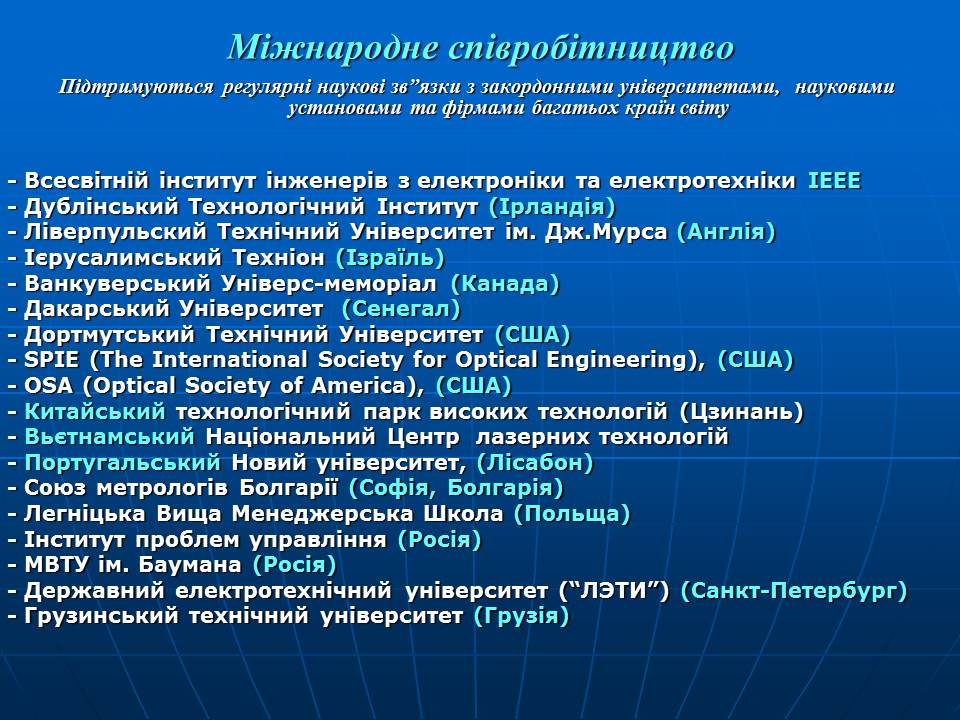 Міжнародне співробітництво
Підтримуються регулярні наукові зв”язки з закордонними університетами, науковими
установами та фірмами багатьох країн світу
- Всесвітній інститут інженерів з електроніки та електротехніки IEEE
- Дублінський Технологічний Інститут (Ірландія)
- Ліверпульский Технічний Університет ім. Дж.Мурса (Англія)
- Ієрусалимський Техніон (Ізраїль)
- Ванкуверський Універс-меморіал (Канада)
- Дакарський Університет (Сенегал)
- Дортмутський Технічний Університет (США)
- SPIE (The International Society for Optical Engineering), (США)
- OSA (Optical Society of America), (США)
- Китайський технологічний парк високих технологій (Цзинань)
- Вьєтнамський Національний Центр лазерних технологій
- Португальський Новий університет, (Лісабон)
- Союз метрологів Болгарії (Софія, Болгарія)
- Легніцька Вища Менеджерська Школа (Польща)
- Інститут проблем управління (Росія)
- МВТУ ім. Баумана (Росія)
- Державний електротехнічний університет (“ЛЭТИ”) (Санкт-Петербург)
- Грузинський технічний університет (Грузія)